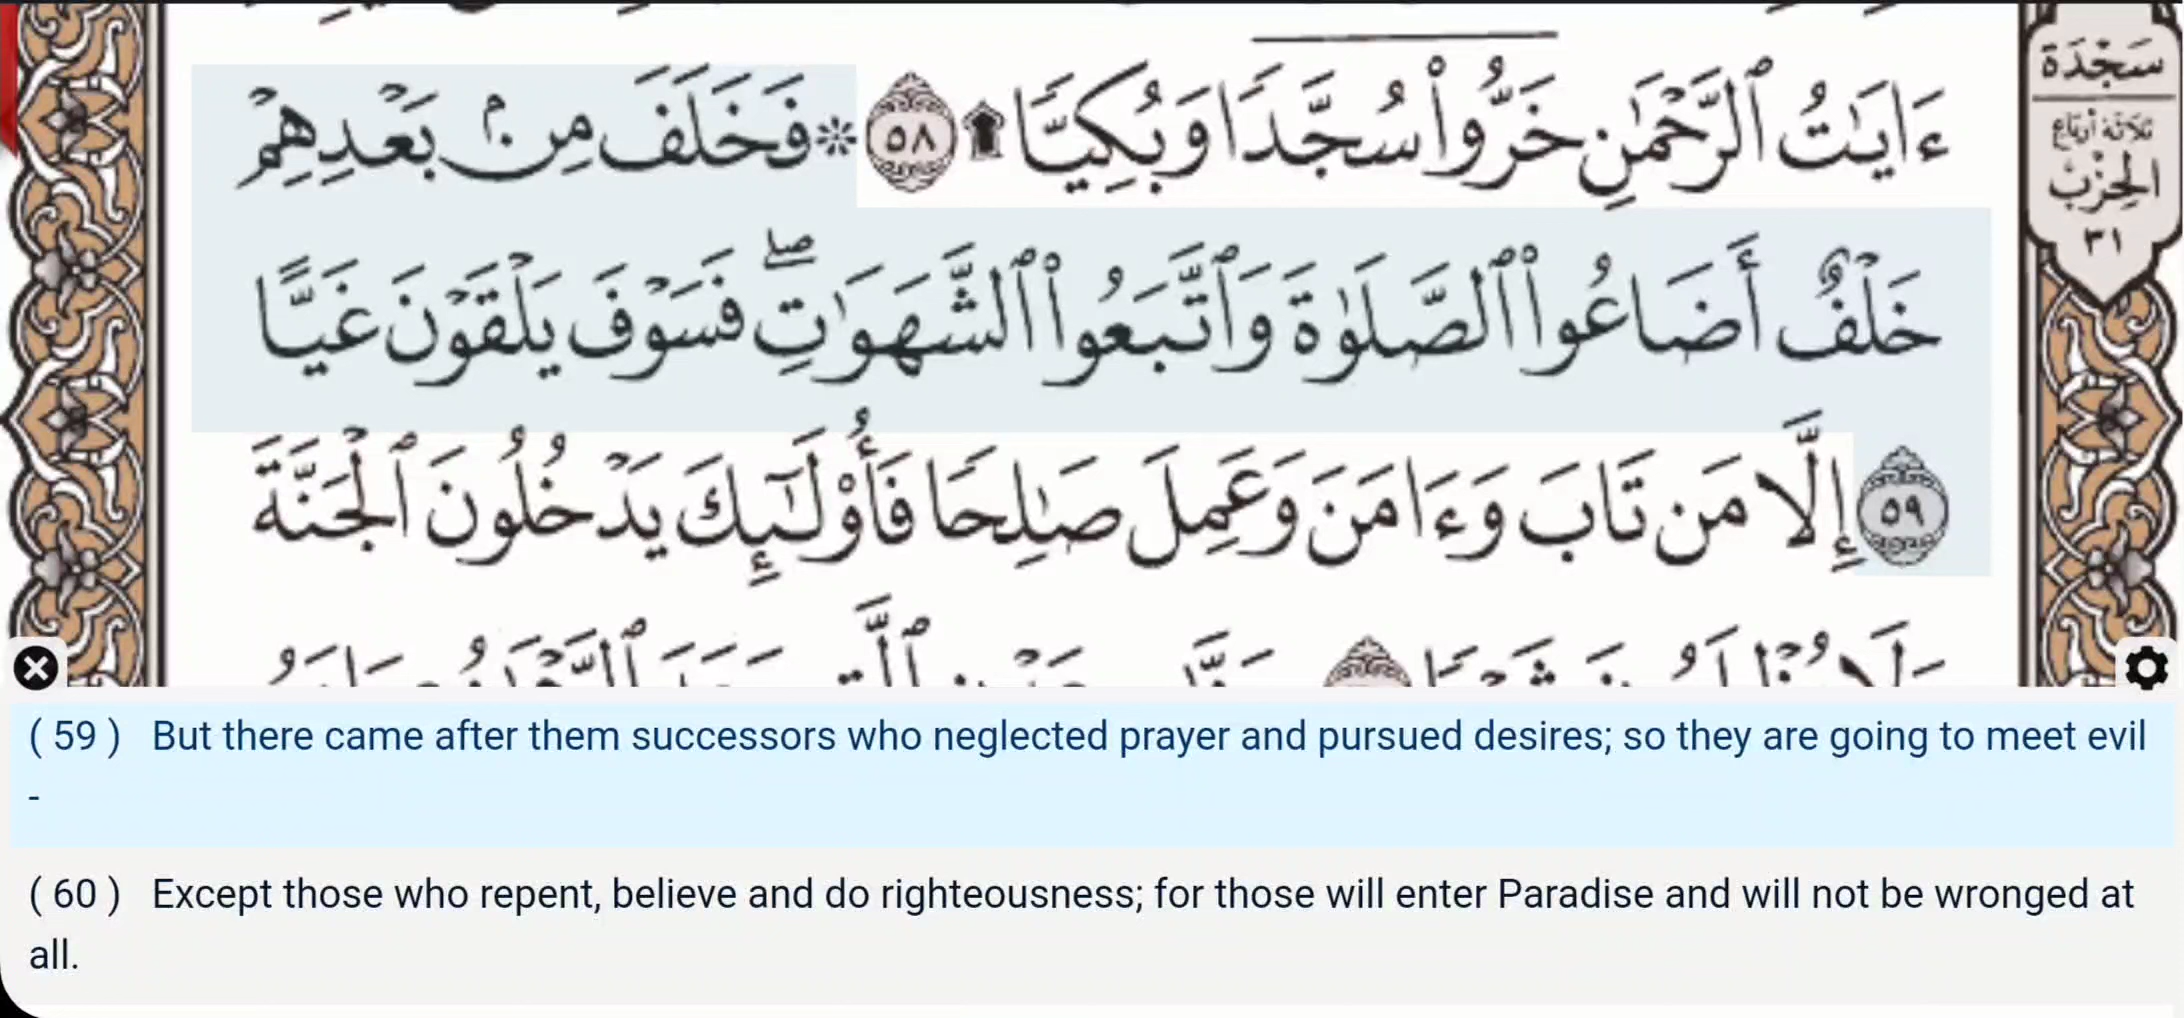 ءَايَـٰتُ ٱلرَّحْمَـٰنِ خَرُّوا۟ سُجَّدًا وَبُكِيًّا ۩ ٥٨ * فَخَلَفَ مِنۢ بَعْدِهِمْ
خَلْفٌ أَضَاعُوا۟ ٱلصَّلَوٰةَ وَٱتَّبَعُوا۟ ٱلشَّهَوَٰتِ ۖ فَسَوْفَ يَلْقَوْنَ غَيًّا
٥٩ إِلَّا مَن تَابَ وَءَامَنَ وَعَمِلَ صَـٰلِحًا فَأُو۟لَـٰٓئِكَ يَدْخُلُونَ ٱلْجَنَّةَ
سَجْدَة
ثلاثة أرباع
الحِزْب
٣١
( 59 ) But there came after them successors who neglected prayer and pursued desires; so they are going to meet evil
-
( 60 ) Except those who repent, believe and do righteousness; for those will enter Paradise and will not be wronged at
all.